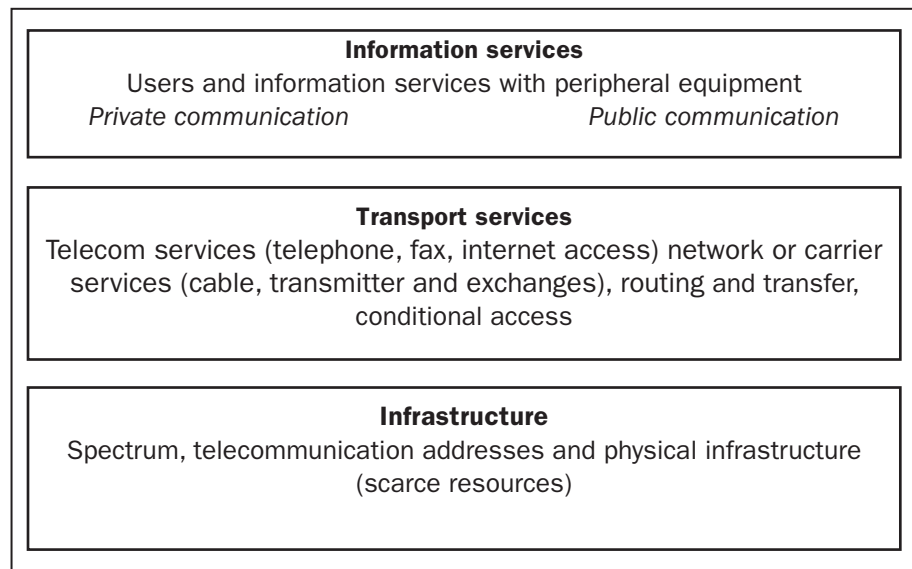 Information services
Users and information services with peripheral equipment
Private communication Public communication
Transport services
Telecom services (telephone, fax, internet access) network or carrier
services (cable, transmitter and exchanges), routing and transfer,
conditional access
Infrastructure
Spectrum, telecommunication addresses and physical infrastructure
(scarce resources)